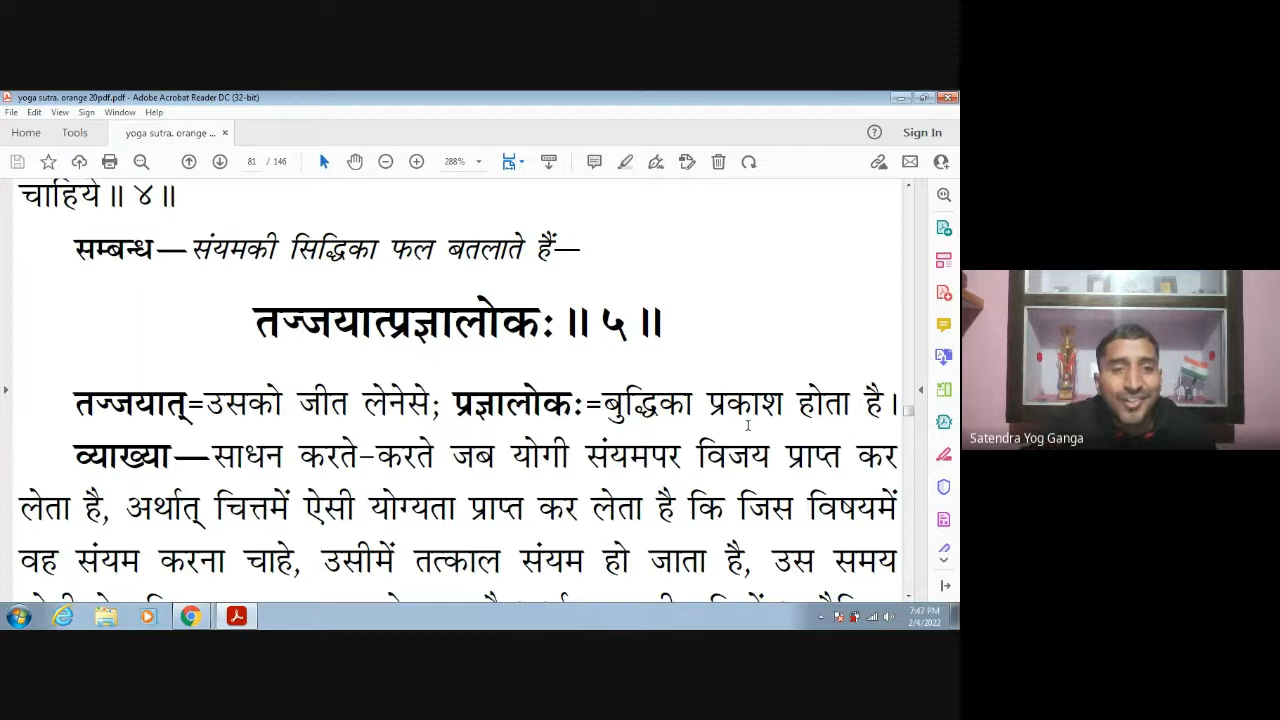 yoga sutra. orange 20pdf.pdf - Adobe Acrobat Reader DC (32-bit)
File Edit View Sign Window Help
Home Tools yoga sutra. orange ... × Sign In
81 / 146 288%
चाहिये॥ ४॥
सम्बन्ध—संयमकी सिद्धिका फल बतलाते हैं—
तज्जयात्प्रज्ञालोकः॥ ५॥
तज्जयात्=उसको जीत लेनेसे; प्रज्ञालोकः=बुद्धिका प्रकाश होता है।
व्याख्या—साधन करते-करते जब योगी संयमपर विजय प्राप्त कर
लेता है, अर्थात् चित्तमें ऐसी योग्यता प्राप्त कर लेता है कि जिस विषयमें
वह संयम करना चाहे, उसीमें तत्काल संयम हो जाता है, उस समय
Satendra Yog Ganga
7:47 PM
2/4/2022